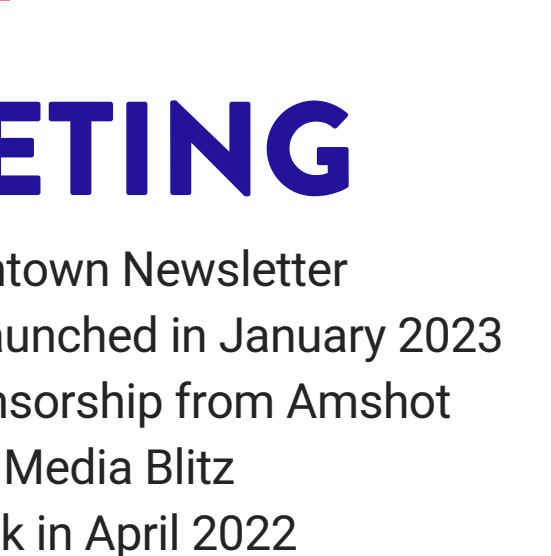 ETING
ntown Newsletter
aunched in January 2023
nsorship from Amshot
Media Blitz
k in April 2022